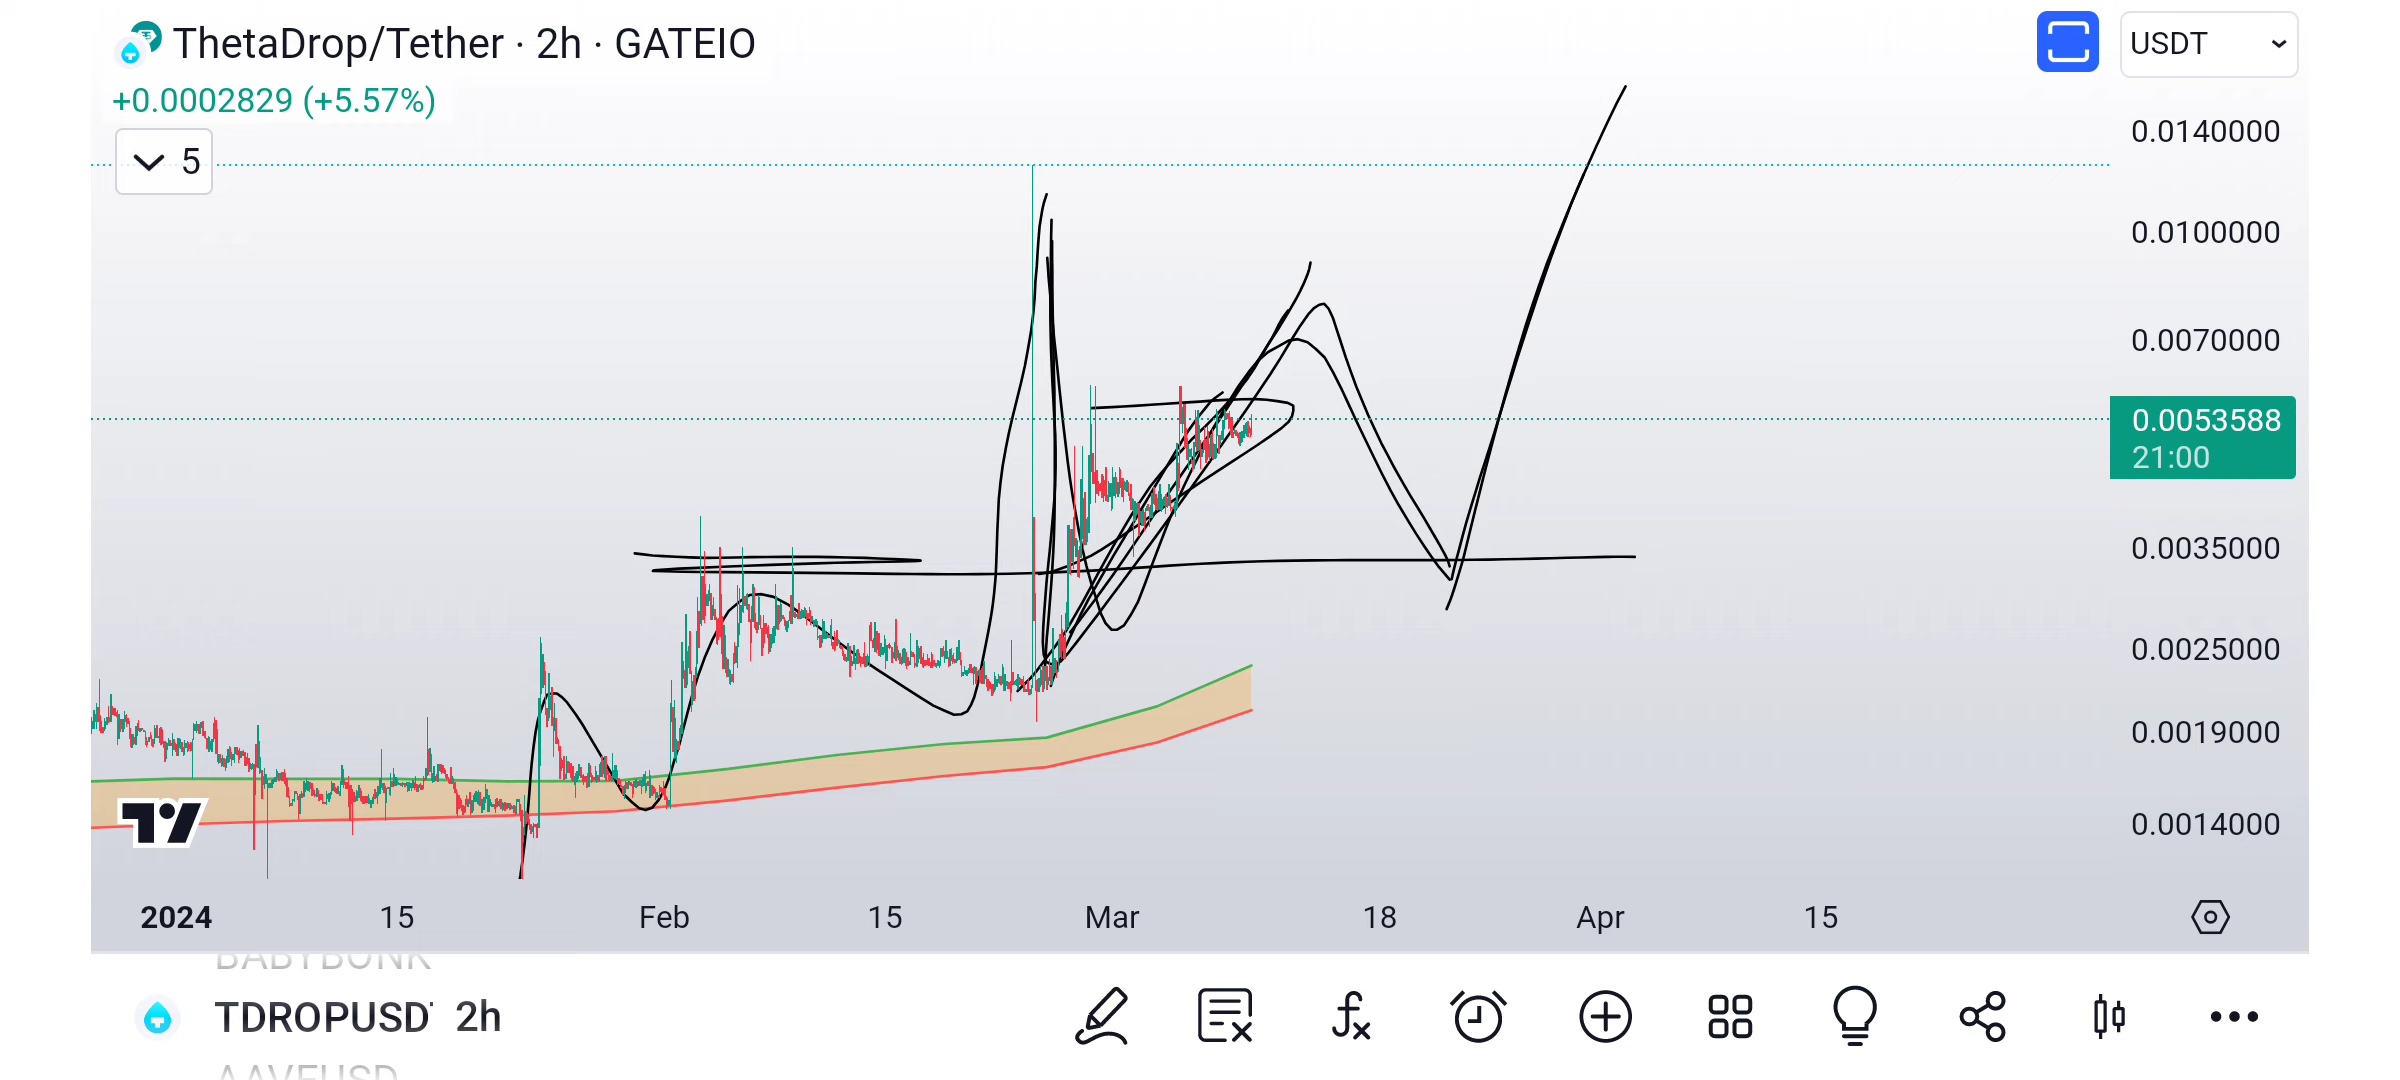 ThetaDrop/Tether · 2h · GATEIO
USDT
+0.0002829 (+5.57%)
5
0.0140000
0.0100000
0.0070000
0.0053588
21:00
0.0035000
0.0025000
0.0019000
0.0014000
2024 15 Feb 15 Mar 18 Apr 15
BABYBONK
TDROPUSD 2h
AAVEUSD